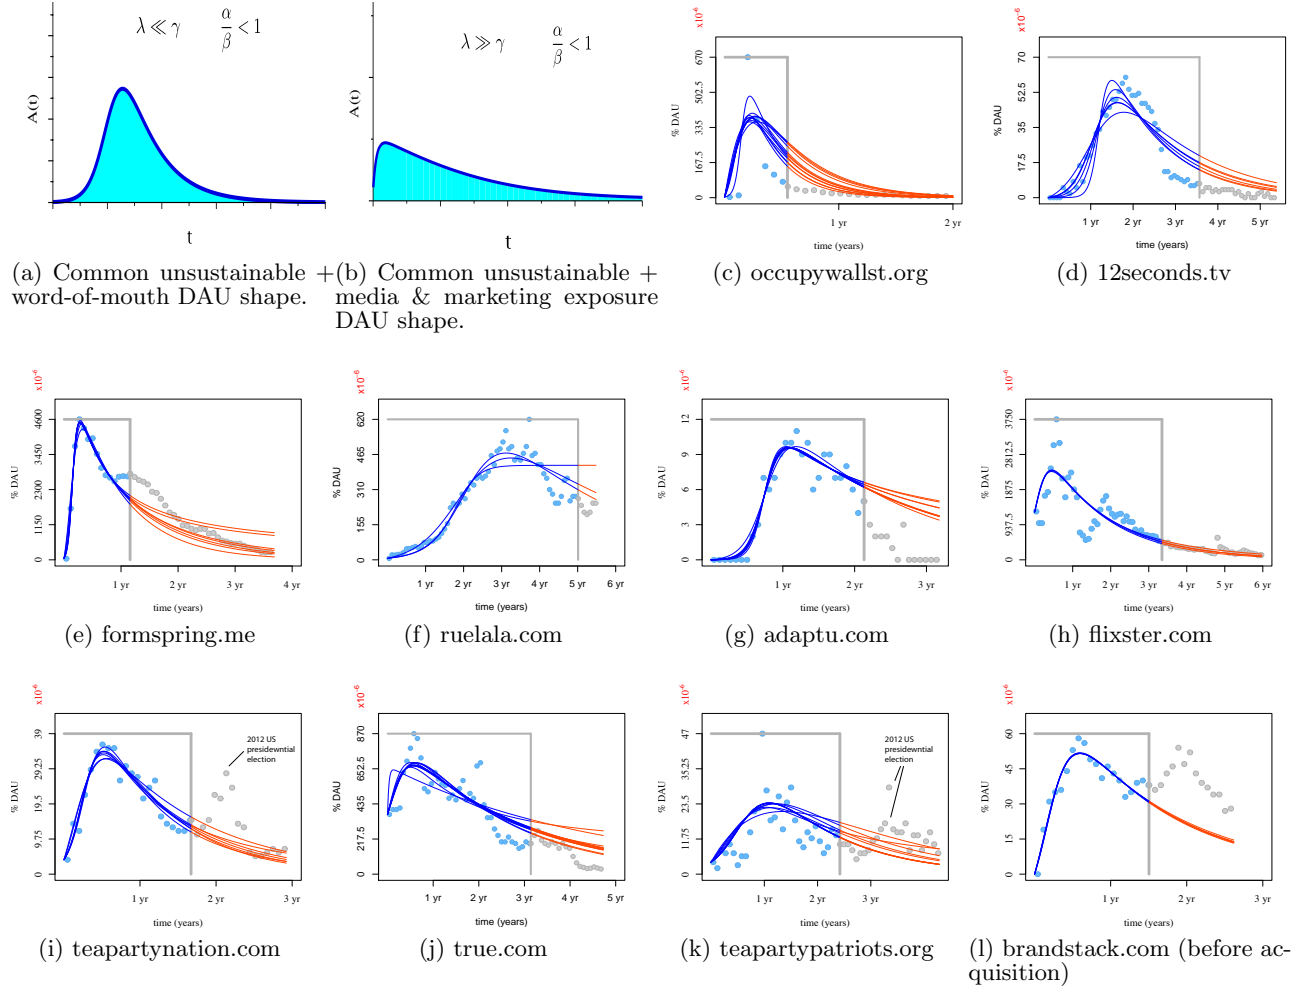 λ ≪ γ α/β < 1
A(t)
t
(a) Common unsustainable +
word-of-mouth DAU shape.
λ ≫ γ α/β < 1
A(t)
t
(b) Common unsustainable +
media & marketing exposure
DAU shape.
x10⁻⁶
% DAU
670
502.5
335
167.5
0
1 yr 2 yr
time (years)
(c) occupywallst.org
x10⁻⁶
% DAU
70
52.5
35
17.5
0
1 yr 2 yr 3 yr 4 yr 5 yr
time (years)
(d) 12seconds.tv
x10⁻⁶
% DAU
4600
3450
2300
1150
0
1 yr 2 yr 3 yr 4 yr
time (years)
(e) formspring.me
x10⁻⁶
% DAU
620
465
310
155
0
1 yr 2 yr 3 yr 4 yr 5 yr 6 yr
time (years)
(f) ruelala.com
x10⁻⁶
% DAU
12
9
6
3
0
1 yr 2 yr 3 yr
time (years)
(g) adaptu.com
x10⁻⁶
% DAU
3750
2812.5
1875
937.5
0
1 yr 2 yr 3 yr 4 yr 5 yr 6 yr
time (years)
(h) flixster.com
x10⁻⁶
% DAU
39
29.25
19.5
9.75
0
2012 US
presidewntial
election
1 yr 2 yr 3 yr
time (years)
(i) teapartynation.com
x10⁻⁶
% DAU
870
652.5
435
217.5
0
1 yr 2 yr 3 yr 4 yr 5 yr
time (years)
(j) true.com
x10⁻⁶
% DAU
47
35.25
23.5
11.75
0
2012 US
presidewntial
election
1 yr 2 yr 3 yr
time (years)
(k) teapartypatriots.org
x10⁻⁶
% DAU
60
45
30
15
0
1 yr 2 yr 3 yr
time (years)
(l) brandstack.com (before ac-
quisition)